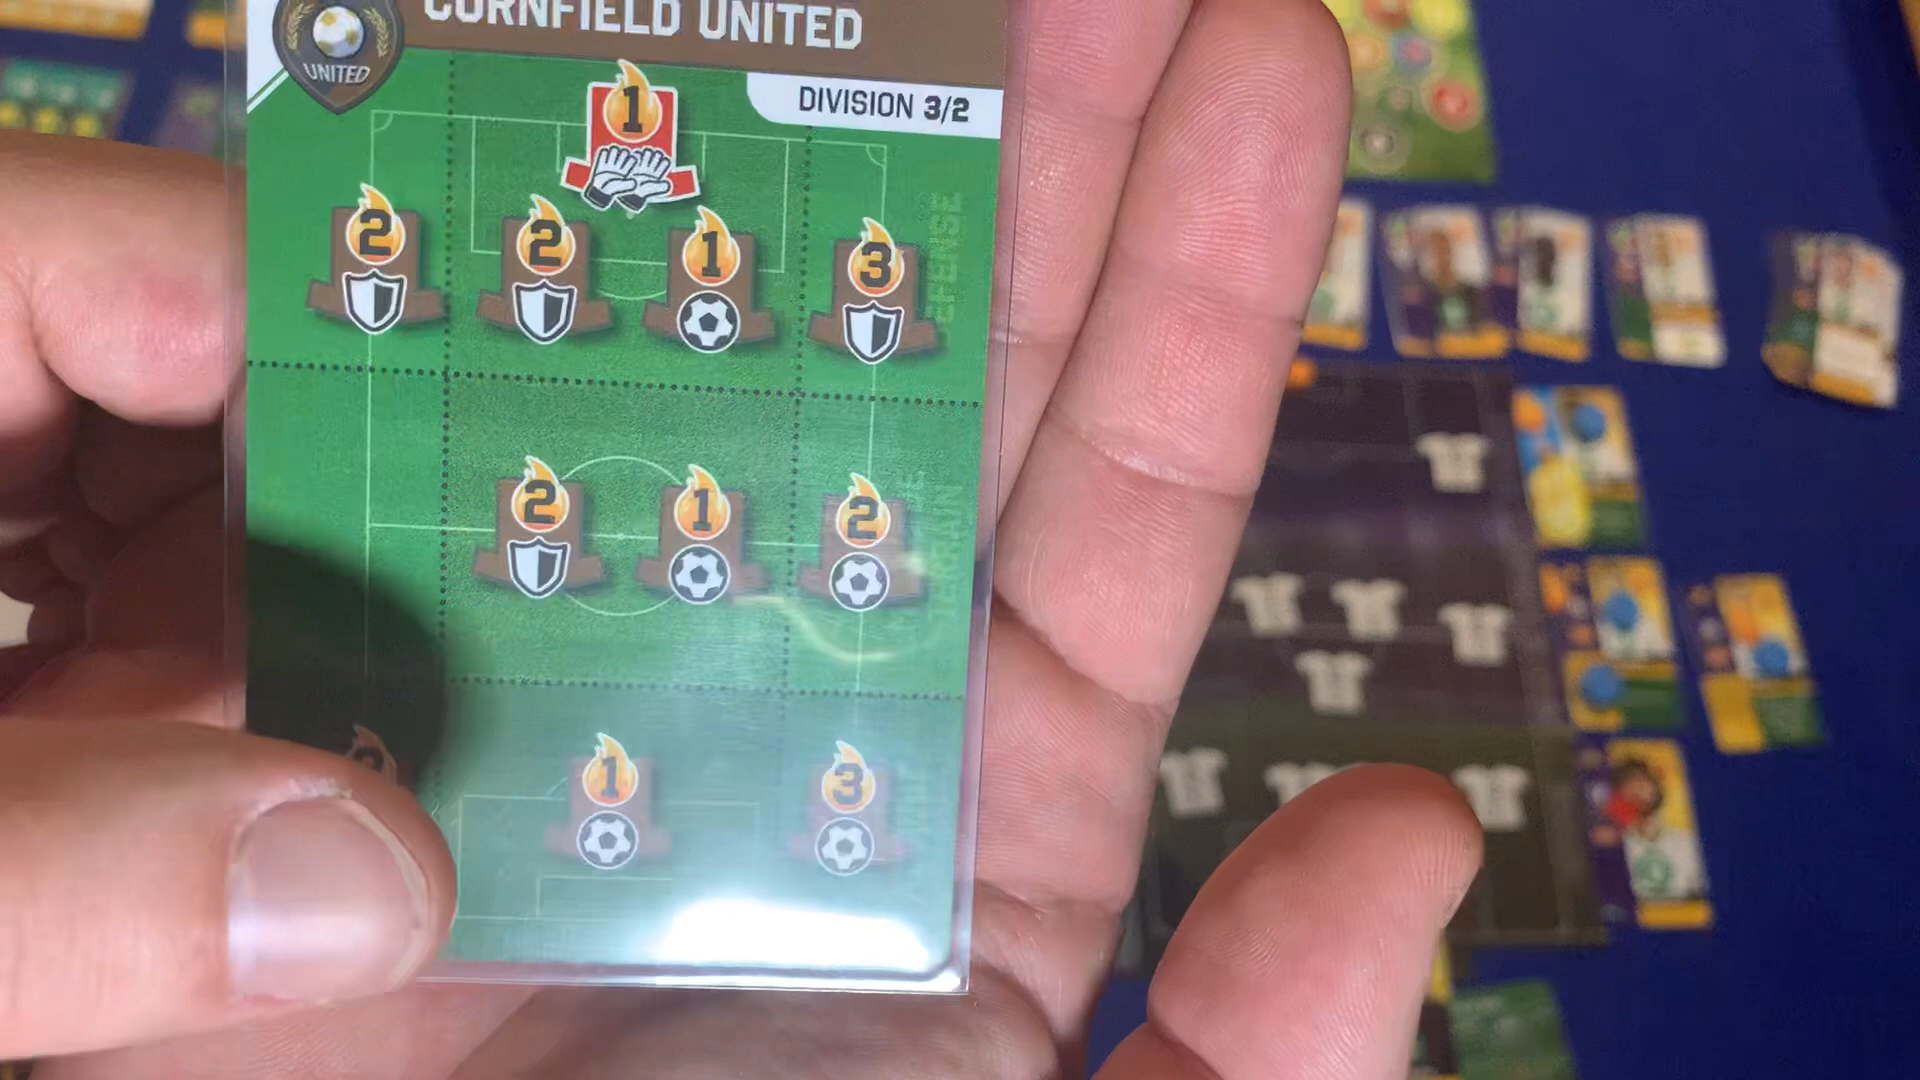 CORNFIELD UNITED
UNITED
DIVISION 3/2
1
2 2 1 3
2 1 2
1 3